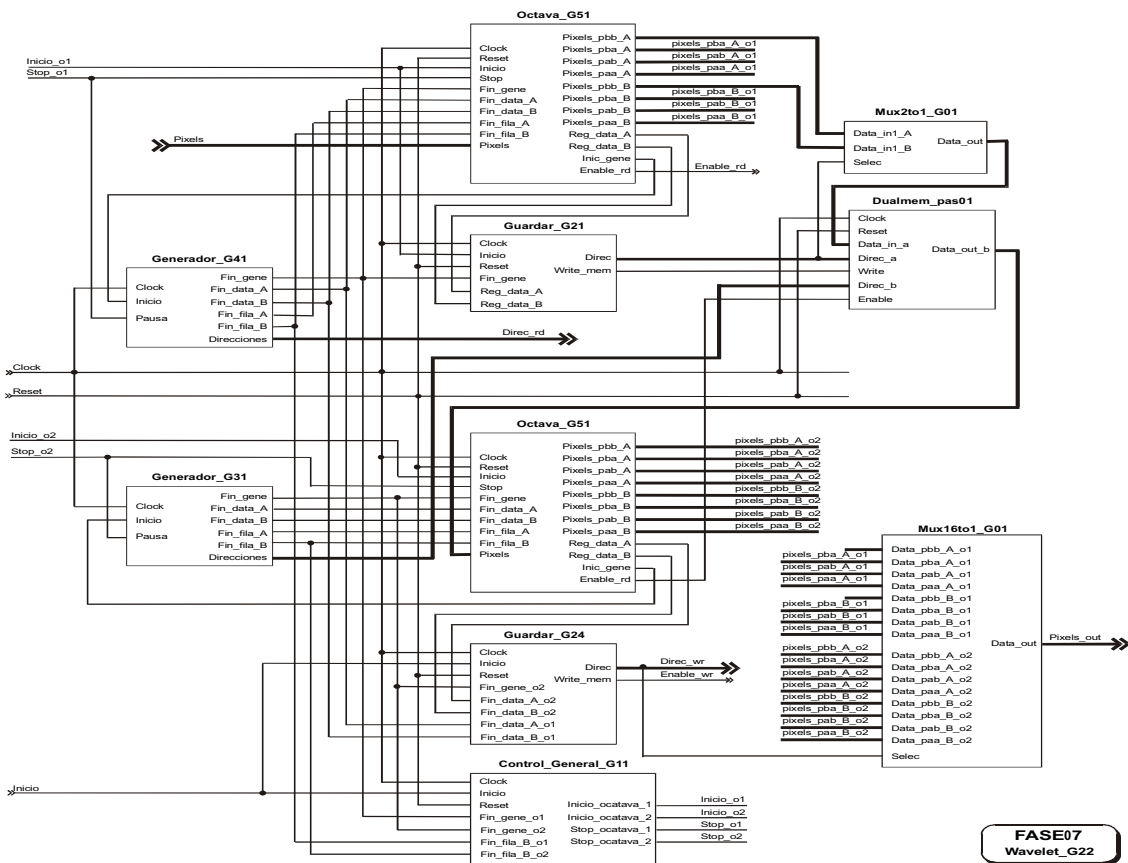 Octava_G51
Clock
Reset
Inicio
Stop
Fin_gene
Fin_data_A
Fin_data_B
Fin_fila_A
Fin_fila_B
Pixels
Pixels_pbb_A
Pixels_pba_A
Pixels_pab_A
Pixels_paa_A
Pixels_pbb_B
Pixels_pba_B
Pixels_pab_B
Pixels_paa_B
Reg_data_A
Reg_data_B
Inic_gene
Enable_rd
Inicio_o1
Stop_o1
Pixels
pixels_pba_A_o1
pixels_pab_A_o1
pixels_paa_A_o1
pixels_pba_B_o1
pixels_pab_B_o1
pixels_paa_B_o1
Enable_rd
Mux2to1_G01
Data_in1_A
Data_in1_B
Selec
Data_out
Dualmem_pas01
Clock
Reset
Data_in_a
Direc_a
Write
Direc_b
Enable
Data_out_b
Guardar_G21
Clock
Inicio
Reset
Fin_gene
Reg_data_A
Reg_data_B
Direc
Write_mem
Generador_G41
Clock
Inicio
Pausa
Fin_gene
Fin_data_A
Fin_data_B
Fin_fila_A
Fin_fila_B
Direcciones
Direc_rd
Clock
Reset
Inicio_o2
Stop_o2
Octava_G51
Clock
Reset
Inicio
Stop
Fin_gene
Fin_data_A
Fin_data_B
Fin_fila_A
Fin_fila_B
Pixels
Pixels_pbb_A
Pixels_pba_A
Pixels_pab_A
Pixels_paa_A
Pixels_pbb_B
Pixels_pba_B
Pixels_pab_B
Pixels_paa_B
Reg_data_A
Reg_data_B
Inic_gene
Enable_rd
pixels_pbb_A_o2
pixels_pba_A_o2
pixels_pab_A_o2
pixels_paa_A_o2
pixels_pbb_B_o2
pixels_pba_B_o2
pixels_pab_B_o2
pixels_paa_B_o2
Generador_G31
Clock
Inicio
Pausa
Fin_gene
Fin_data_A
Fin_data_B
Fin_fila_A
Fin_fila_B
Direcciones
Mux16to1_G01
pixels_pba_A_o1
pixels_pab_A_o1
pixels_paa_A_o1
pixels_pba_B_o1
pixels_pab_B_o1
pixels_paa_B_o1
pixels_pbb_A_o2
pixels_pba_A_o2
pixels_pab_A_o2
pixels_paa_A_o2
pixels_pbb_B_o2
pixels_pba_B_o2
pixels_pab_B_o2
pixels_paa_B_o2
Data_pbb_A_o1
Data_pba_A_o1
Data_pab_A_o1
Data_paa_A_o1
Data_pbb_B_o1
Data_pba_B_o1
Data_pab_B_o1
Data_paa_B_o1
Data_pbb_A_o2
Data_pba_A_o2
Data_pab_A_o2
Data_paa_A_o2
Data_pbb_B_o2
Data_pba_B_o2
Data_pab_B_o2
Data_paa_B_o2
Selec
Data_out
Pixels_out
Guardar_G24
Clock
Inicio
Reset
Fin_gene_o2
Fin_data_A_o2
Fin_data_B_o2
Fin_data_A_o1
Fin_data_B_o1
Direc
Write_mem
Direc_wr
Enable_wr
Inicio
Control_General_G11
Clock
Inicio
Reset
Fin_gene_o1
Fin_gene_o2
Fin_fila_B_o1
Fin_fila_B_o2
Inicio_ocatava_1
Inicio_ocatava_2
Stop_ocatava_1
Stop_ocatava_2
Inicio_o1
Inicio_o2
Stop_o1
Stop_o2
FASE07
Wavelet_G22